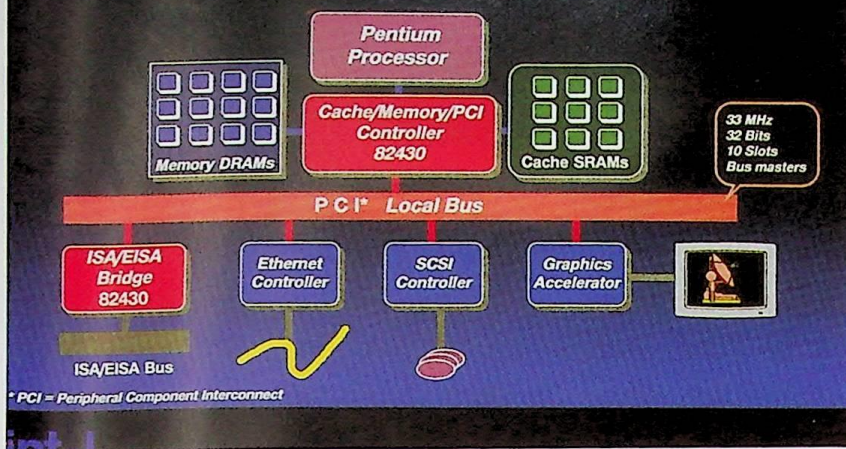 Pentium
Processor
Cache/Memory/PCI
Controller
82430
Memory DRAMs
Cache SRAMs
33 MHz
32 Bits
10 Slots
Bus masters
P C I* Local Bus
ISA/EISA
Bridge
82430
Ethernet
Controller
SCSI
Controller
Graphics
Accelerator
ISA/EISA Bus
* PCI = Peripheral Component Interconnect